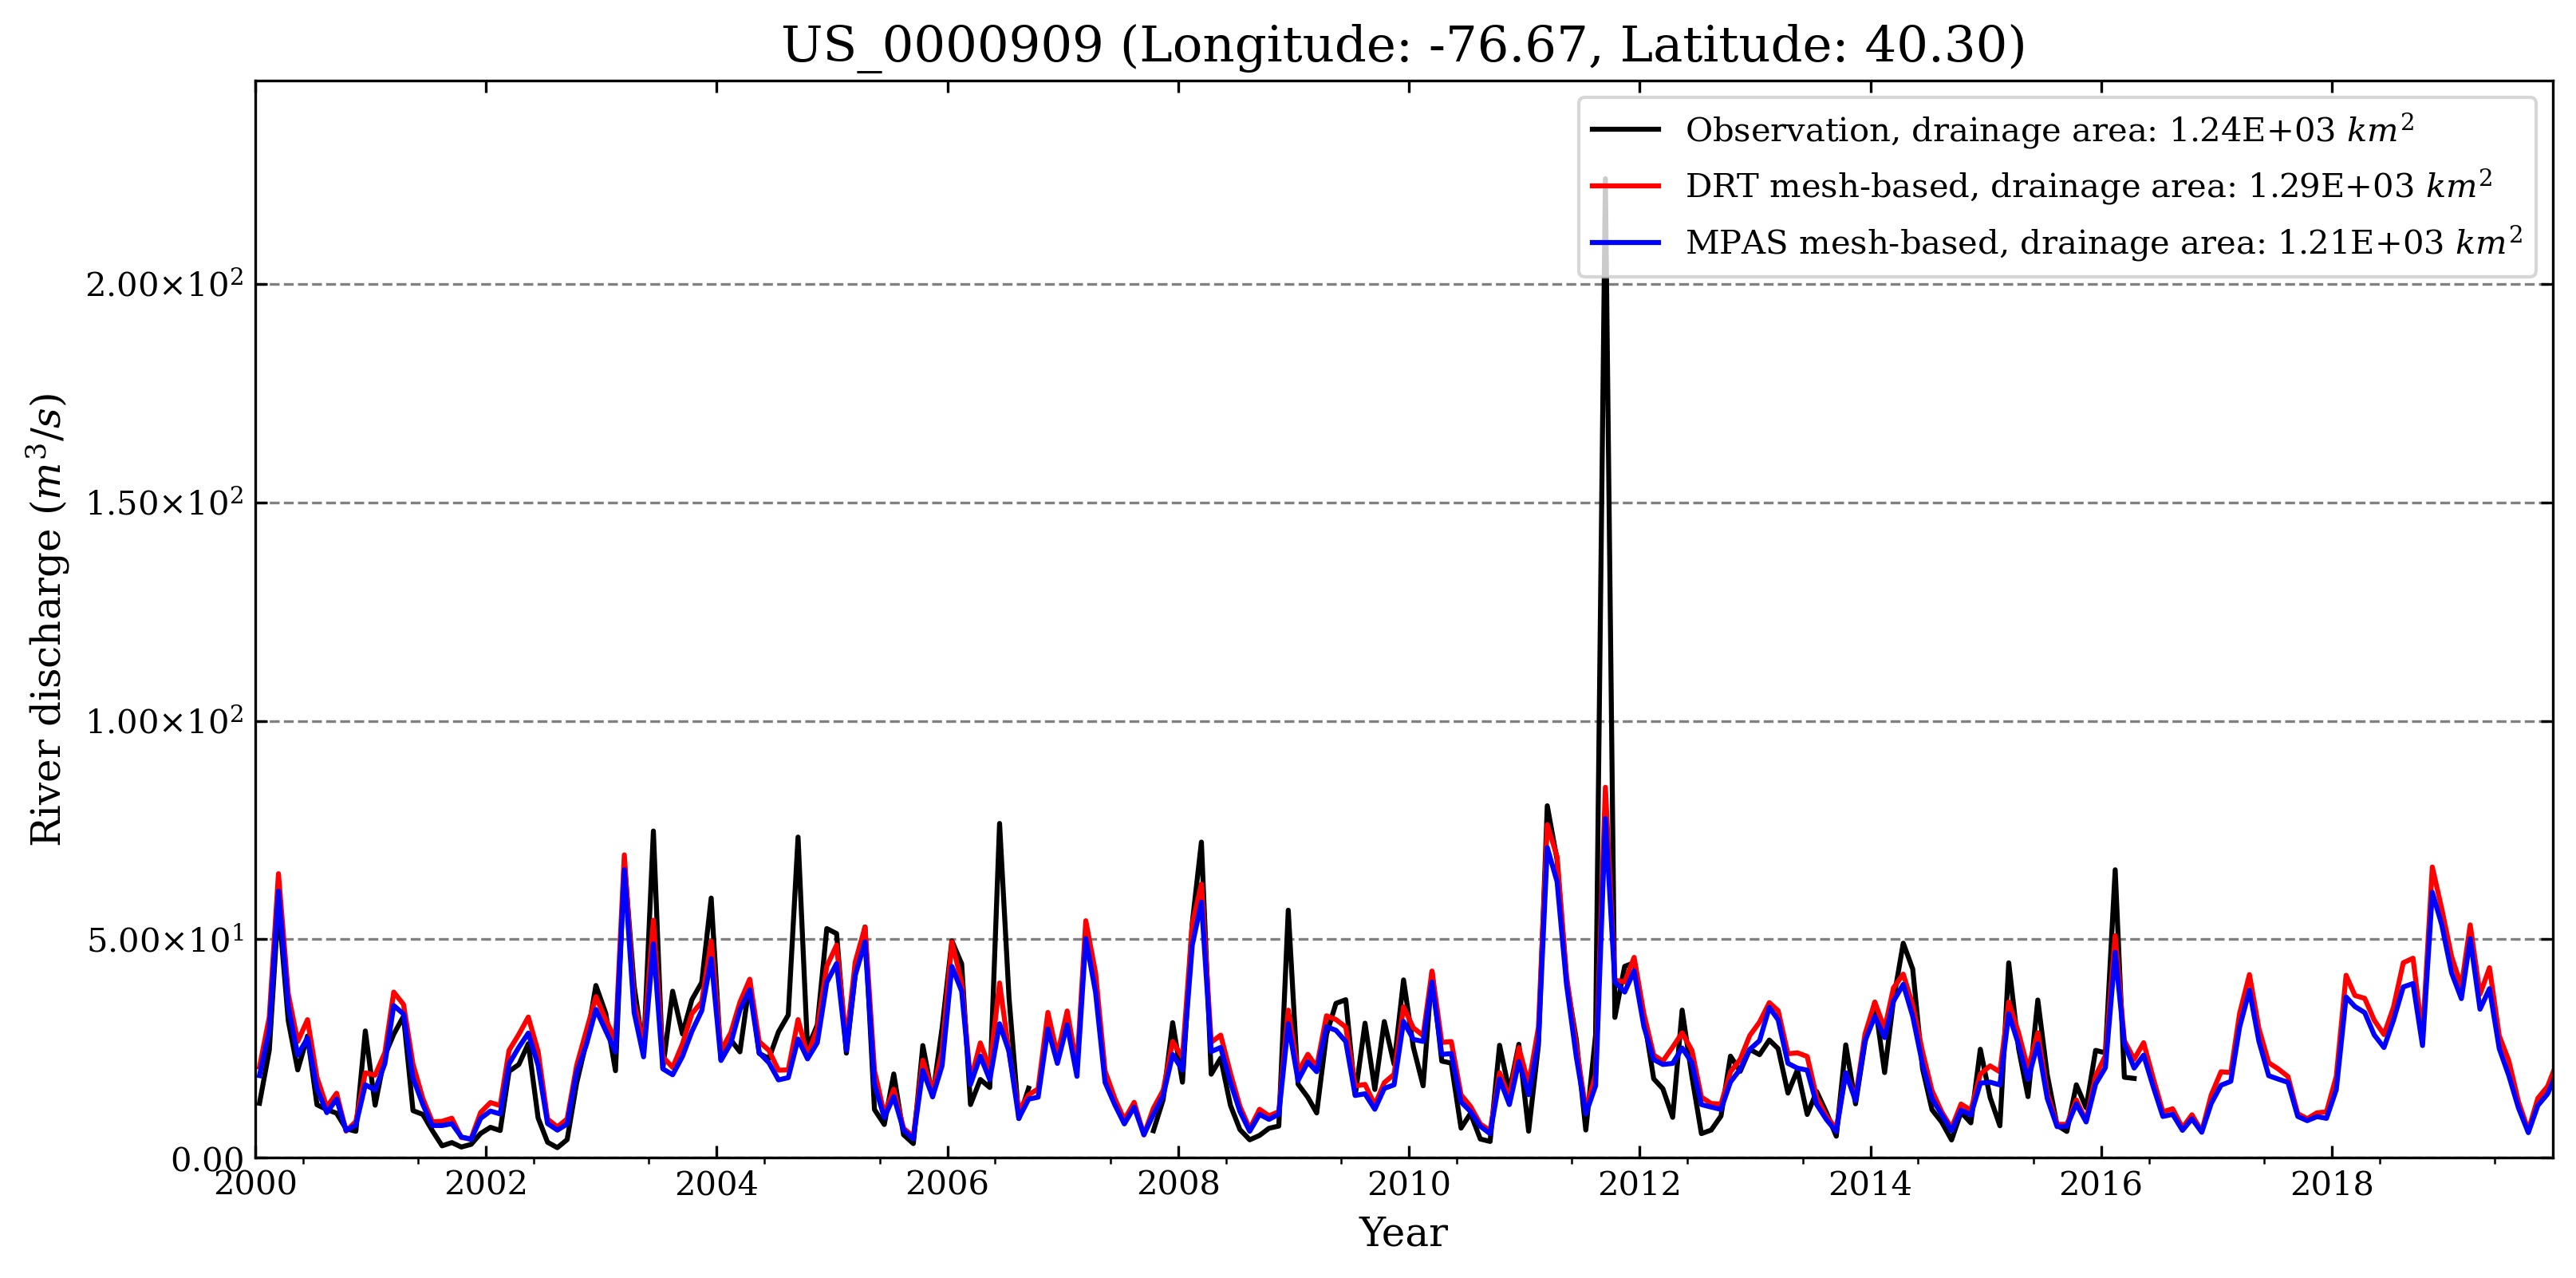 US_0000909 (Longitude: -76.67, Latitude: 40.30)
Observation, drainage area: 1.24E+03 km²
DRT mesh-based, drainage area: 1.29E+03 km²
MPAS mesh-based, drainage area: 1.21E+03 km²
River discharge (m³/s)
2.00×10²
1.50×10²
1.00×10²
5.00×10¹
0.00
2000 2002 2004 2006 2008 2010 2012 2014 2016 2018
Year